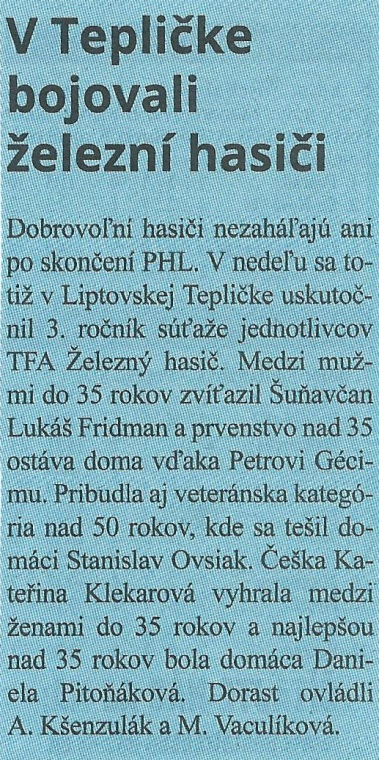 V Tepličke
bojovali
železní hasiči
Dobrovoľní hasiči nezaháľajú ani
po skončení PHL. V nedeľu sa to-
tiž v Liptovskej Tepličke uskutoč-
nil 3. ročník súťaže jednotlivcov
TFA Železný hasič. Medzi muž-
mi do 35 rokov zvíťazil Šuňavčan
Lukáš Fridman a prvenstvo nad 35
ostáva doma vďaka Petrovi Géci-
mu. Pribudla aj veteránska kategó-
ria nad 50 rokov, kde sa tešil do-
máci Stanislav Ovsiak. Češka Ka-
teřina Klekarová vyhrala medzi
ženami do 35 rokov a najlepšou
nad 35 rokov bola domáca Dani-
ela Pitoňáková. Dorast ovládli
A. Kšenzulák a M. Vaculíková.